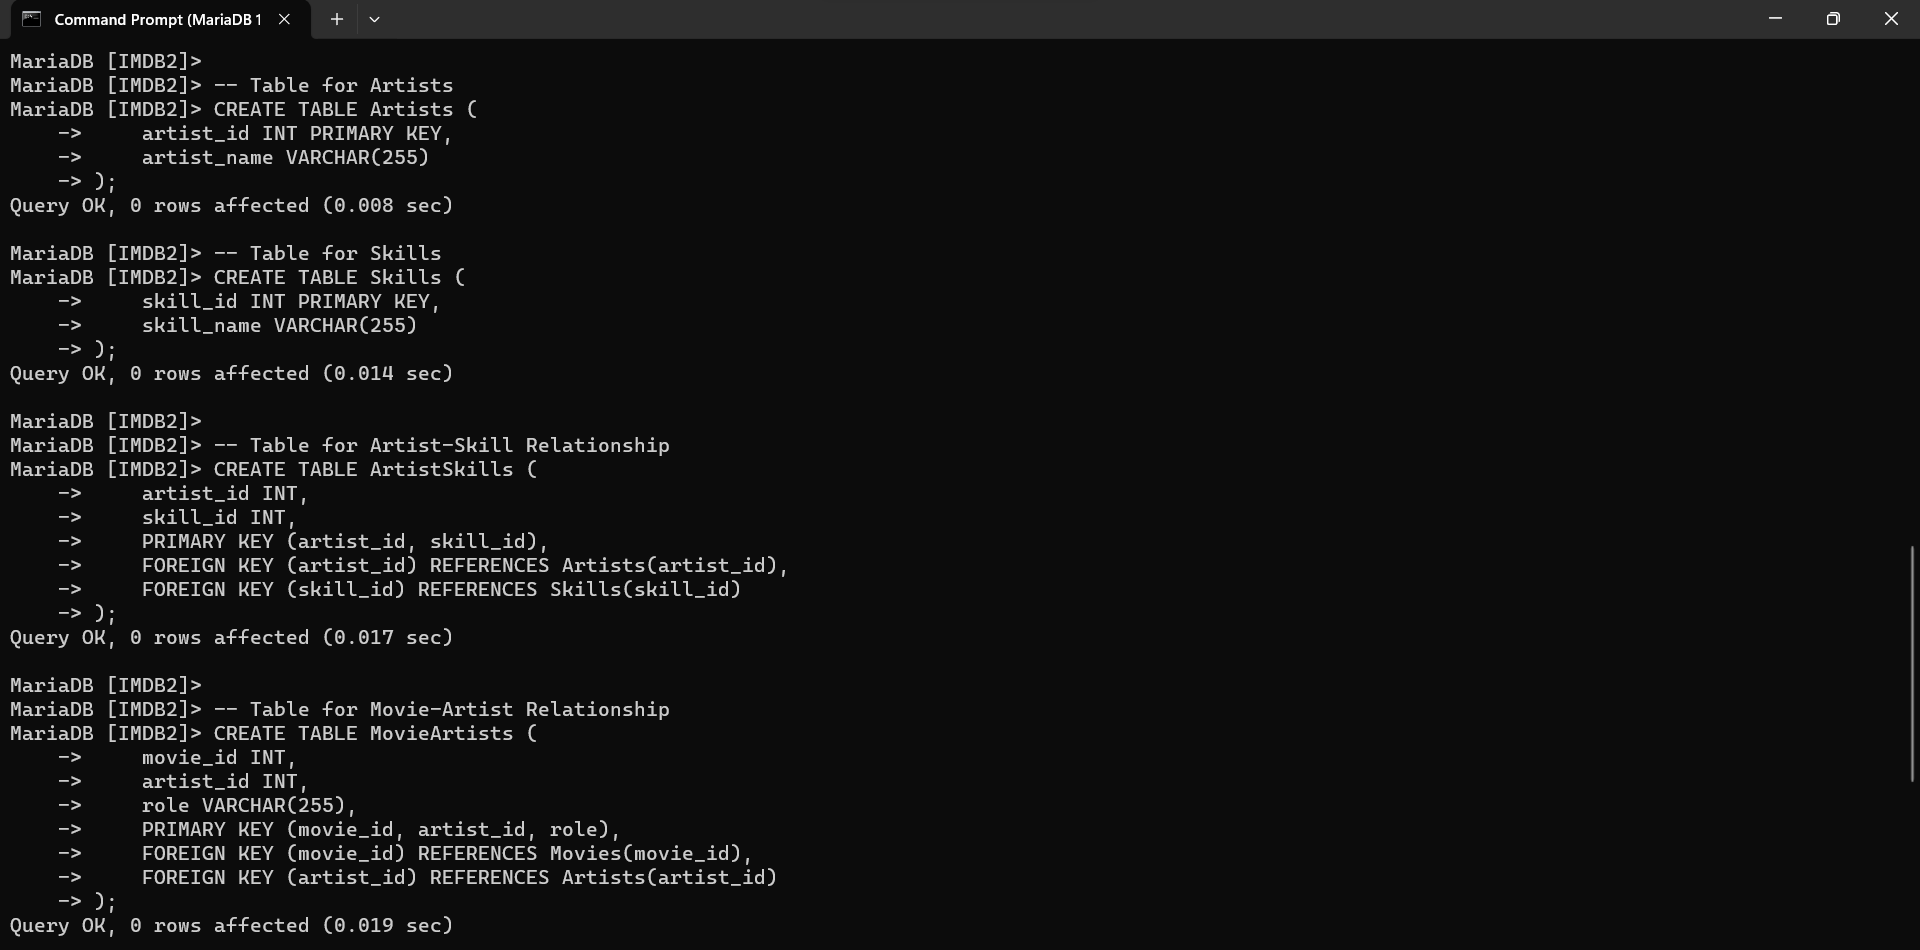 Command Prompt (MariaDB 1
MariaDB [IMDB2]>
MariaDB [IMDB2]> -- Table for Artists
MariaDB [IMDB2]> CREATE TABLE Artists (
    ->     artist_id INT PRIMARY KEY,
    ->     artist_name VARCHAR(255)
    -> );
Query OK, 0 rows affected (0.008 sec)

MariaDB [IMDB2]> -- Table for Skills
MariaDB [IMDB2]> CREATE TABLE Skills (
    ->     skill_id INT PRIMARY KEY,
    ->     skill_name VARCHAR(255)
    -> );
Query OK, 0 rows affected (0.014 sec)

MariaDB [IMDB2]>
MariaDB [IMDB2]> -- Table for Artist-Skill Relationship
MariaDB [IMDB2]> CREATE TABLE ArtistSkills (
    ->     artist_id INT,
    ->     skill_id INT,
    ->     PRIMARY KEY (artist_id, skill_id),
    ->     FOREIGN KEY (artist_id) REFERENCES Artists(artist_id),
    ->     FOREIGN KEY (skill_id) REFERENCES Skills(skill_id)
    -> );
Query OK, 0 rows affected (0.017 sec)

MariaDB [IMDB2]>
MariaDB [IMDB2]> -- Table for Movie-Artist Relationship
MariaDB [IMDB2]> CREATE TABLE MovieArtists (
    ->     movie_id INT,
    ->     artist_id INT,
    ->     role VARCHAR(255),
    ->     PRIMARY KEY (movie_id, artist_id, role),
    ->     FOREIGN KEY (movie_id) REFERENCES Movies(movie_id),
    ->     FOREIGN KEY (artist_id) REFERENCES Artists(artist_id)
    -> );
Query OK, 0 rows affected (0.019 sec)